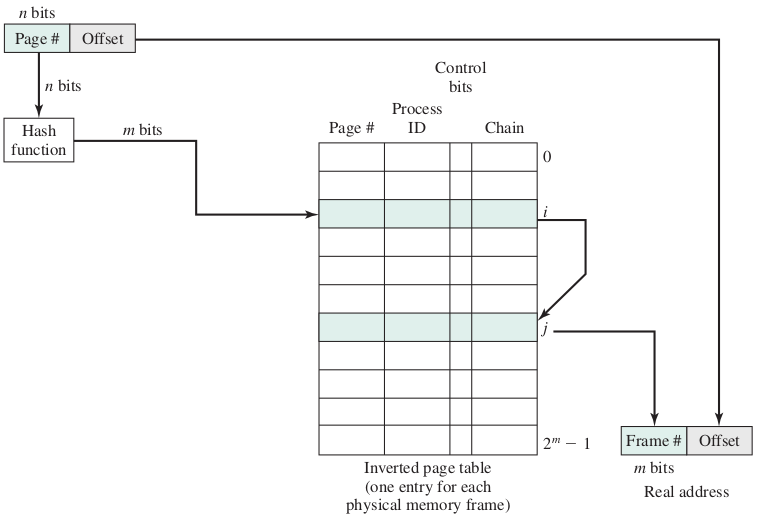 n bits
Page # Offset
n bits
Hash
function
m bits
Control
bits
Process
ID
Page #
Chain
0
i
j
2^m − 1
Frame # Offset
m bits
Real address
Inverted page table
(one entry for each
physical memory frame)